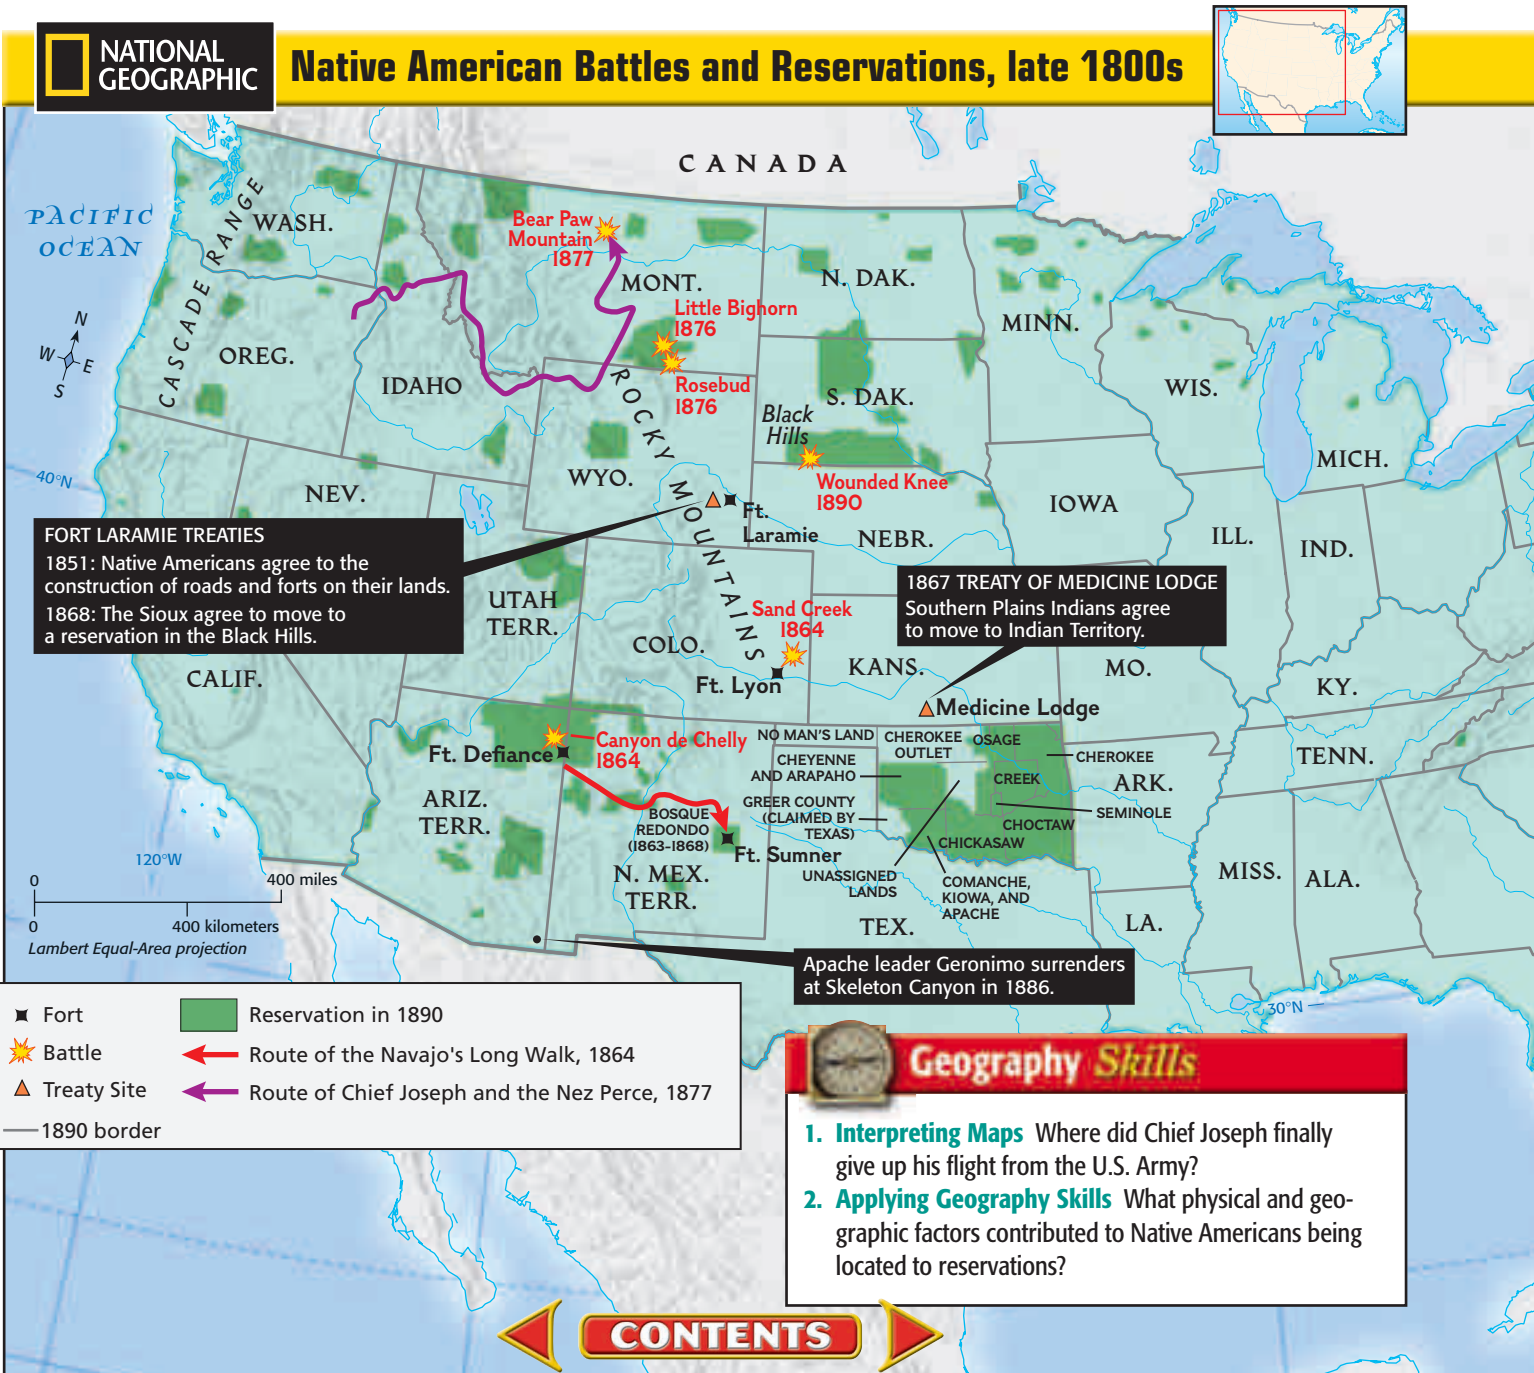 NATIONAL
GEOGRAPHIC
Native American Battles and Reservations, late 1800s
CANADA
PACIFIC
OCEAN
CASCADE RANGE
WASH.
Bear Paw
Mountain
1877
MONT.
N. DAK.
Little Bighorn
1876
MINN.
N
W
E
S
OREG.
IDAHO
ROCKY MOUNTAINS
Rosebud
1876
S. DAK.
WIS.
Black
Hills
MICH.
40°N
NEV.
WYO.
Wounded Knee
1890
IOWA
Ft.
Laramie
NEBR.
ILL.
IND.
FORT LARAMIE TREATIES
1851: Native Americans agree to the
construction of roads and forts on their lands.
1868: The Sioux agree to move to
a reservation in the Black Hills.
1867 TREATY OF MEDICINE LODGE
Southern Plains Indians agree
to move to Indian Territory.
UTAH
TERR.
Sand Creek
1864
COLO.
KANS.
MO.
CALIF.
Ft. Lyon
KY.
Medicine Lodge
Canyon de Chelly
1864
Ft. Defiance
NO MAN'S LAND
CHEROKEE
OUTLET
OSAGE
CHEROKEE
TENN.
CHEYENNE
AND ARAPAHO
CREEK
ARK.
ARIZ.
TERR.
GREER COUNTY
(CLAIMED BY
TEXAS)
SEMINOLE
CHOCTAW
BOSQUE
REDONDO
(1863-1868)
CHICKASAW
Ft. Sumner
120°W
N. MEX.
TERR.
UNASSIGNED
LANDS
COMANCHE,
KIOWA, AND
APACHE
MISS.
ALA.
0
400 miles
0
400 kilometers
Lambert Equal-Area projection
TEX.
LA.
Apache leader Geronimo surrenders
at Skeleton Canyon in 1886.
30°N
Fort
Reservation in 1890
Battle
Route of the Navajo's Long Walk, 1864
Treaty Site
Route of Chief Joseph and the Nez Perce, 1877
1890 border
Geography Skills
1. Interpreting Maps Where did Chief Joseph finally
give up his flight from the U.S. Army?
2. Applying Geography Skills What physical and geo-
graphic factors contributed to Native Americans being
located to reservations?
CONTENTS